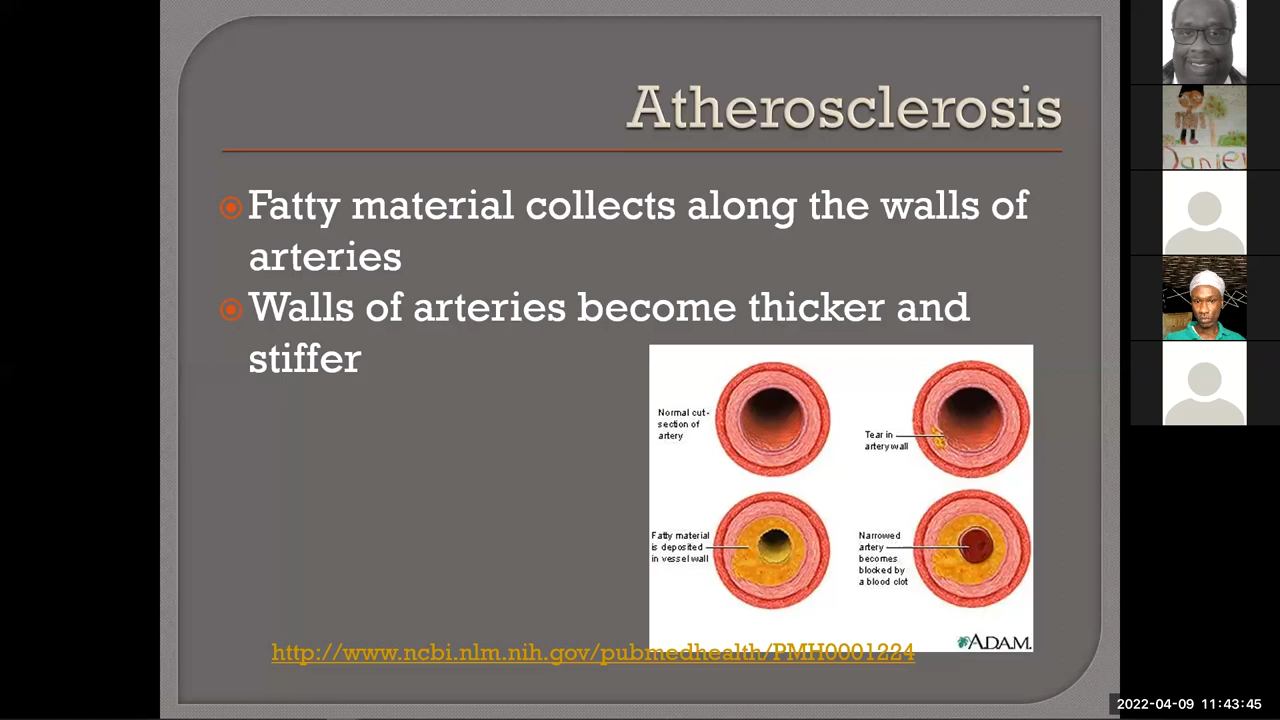 Atherosclerosis
Fatty material collects along the walls of
arteries
Walls of arteries become thicker and
stiffer
Normal cut-
section of
artery
Tear in
artery wall
Fatty material
is deposited
in vessel wall
Narrowed
artery
becomes
blocked by
a blood clot
ADAM.
http://www.ncbi.nlm.nih.gov/pubmedhealth/PMH0001224
Daniel
2022-04-09 11:43:45